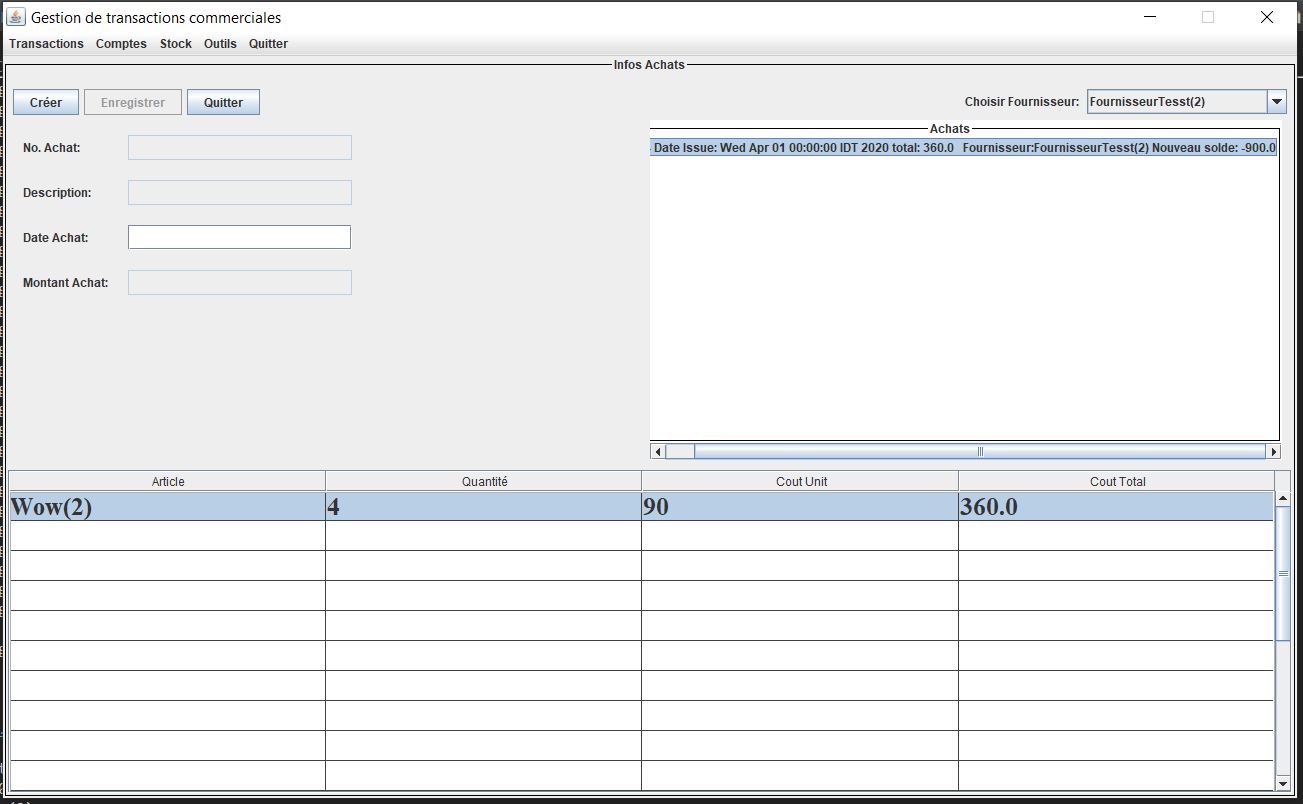 Gestion de transactions commerciales
Transactions Comptes Stock Outils Quitter
Infos Achats
Créer Enregistrer Quitter
Choisir Fournisseur: FournisseurTesst(2)
Achats
No. Achat:
Date Issue: Wed Apr 01 00:00:00 IDT 2020 total: 360.0 Fournisseur:FournisseurTesst(2) Nouveau solde: -900.0
Description:
Date Achat:
Montant Achat:
Article Quantité Cout Unit Cout Total
Wow(2) 4 90 360.0